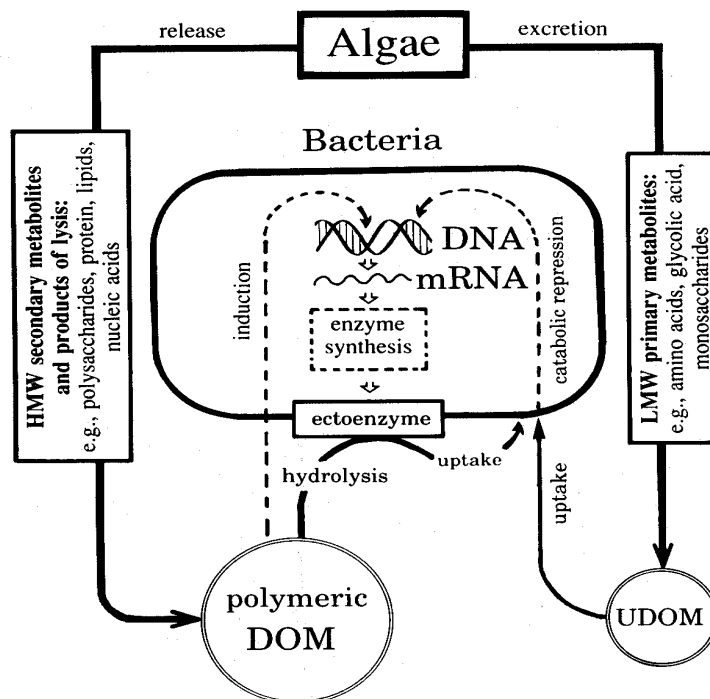 release
Algae
excretion
Bacteria
HMW secondary metabolites
and products of lysis:
e.g., polysaccharides, protein, lipids,
nucleic acids
induction
DNA
mRNA
enzyme
synthesis
ectoenzyme
catabolic repression
LMW primary metabolites:
e.g., amino acids, glycolic acid,
monosaccharides
hydrolysis
uptake
uptake
polymeric
DOM
UDOM